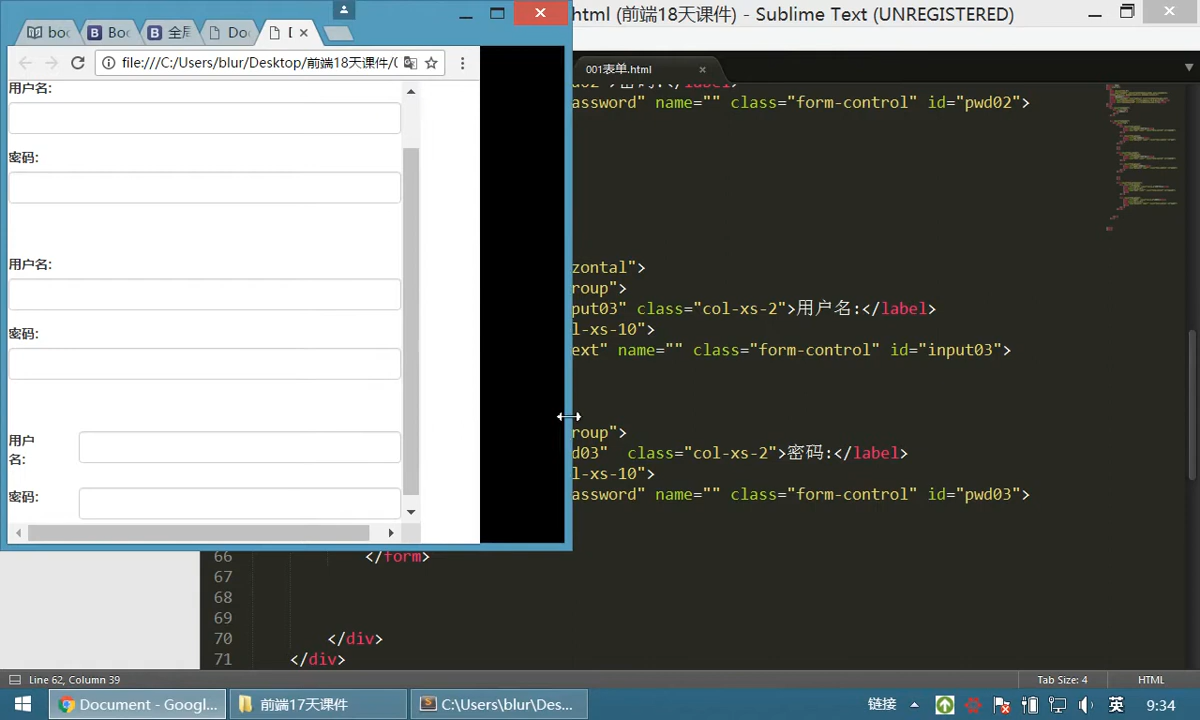 html (前端18天课件) - Sublime Text (UNREGISTERED)
boc
Boc
全局
Doc
file:///C:/Users/blur/Desktop/前端18天课件/
001表单.html
用户名:
密码:
用户名:
密码:
用户
名:
密码:
assword" name="" class="form-control" id="pwd02">
zontal">
roup">
put03" class="col-xs-2">用户名:</label>
l-xs-10">
ext" name="" class="form-control" id="input03">
roup">
d03"  class="col-xs-2">密码:</label>
l-xs-10">
assword" name="" class="form-control" id="pwd03">
66 </form>
67
68
69
70 </div>
71 </div>
Line 62, Column 39
Tab Size: 4
HTML
Document - Googl...
前端17天课件
C:\Users\blur\Des...
链接
英
9:34